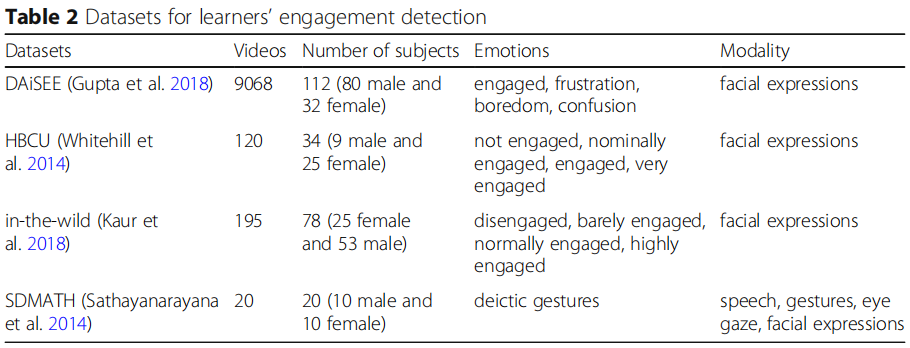 Table 2 Datasets for learners’ engagement detection
Datasets Videos Number of subjects Emotions Modality
DAiSEE (Gupta et al. 2018) 9068 112 (80 male and engaged, frustration, facial expressions
32 female) boredom, confusion
HBCU (Whitehill et 120 34 (9 male and not engaged, nominally facial expressions
al. 2014) 25 female) engaged, engaged, very
engaged
in-the-wild (Kaur et 195 78 (25 female disengaged, barely engaged, facial expressions
al. 2018) and 53 male) normally engaged, highly
engaged
SDMATH (Sathayanarayana 20 20 (10 male and deictic gestures speech, gestures, eye
et al. 2014) 10 female) gaze, facial expressions